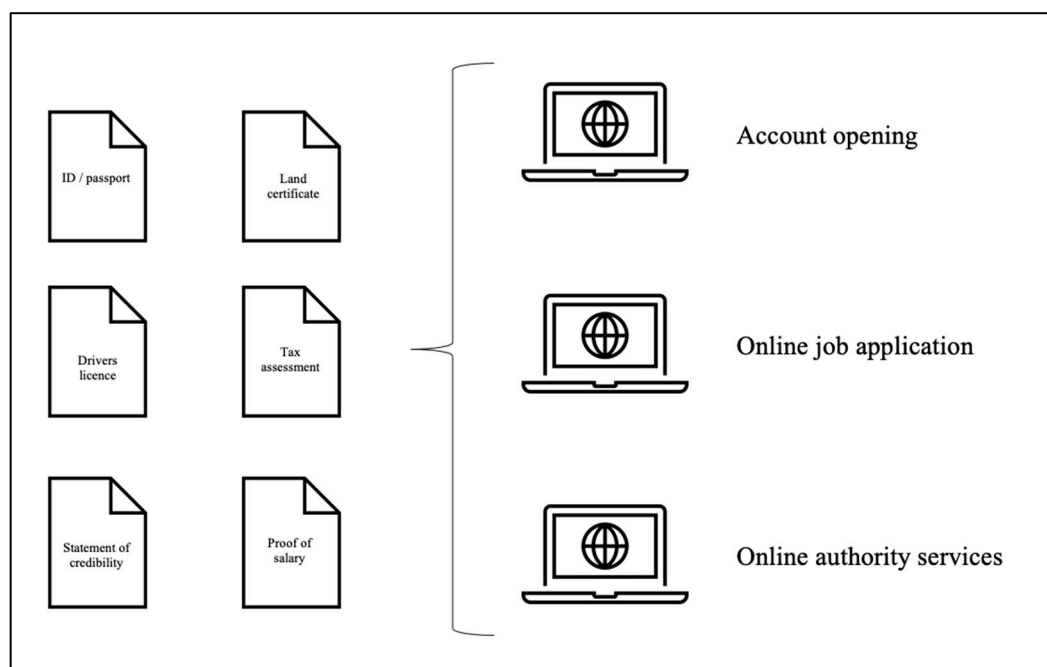 ID / passport
Land
certificate
Drivers
licence
Tax
assessment
Statement of
credibility
Proof of
salary
Account opening
Online job application
Online authority services